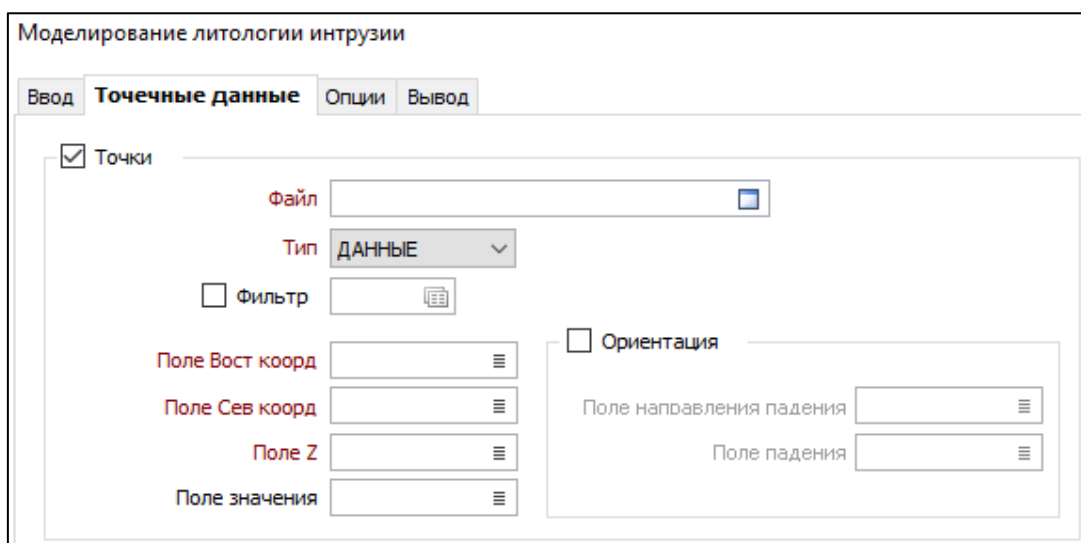 Моделирование литологии интрузии
Ввод Точечные данные Опции Вывод
Точки
Файл
Тип ДАННЫЕ
Фильтр
Ориентация
Поле Вост коорд
Поле Сев коорд
Поле Z
Поле значения
Поле направления падения
Поле падения